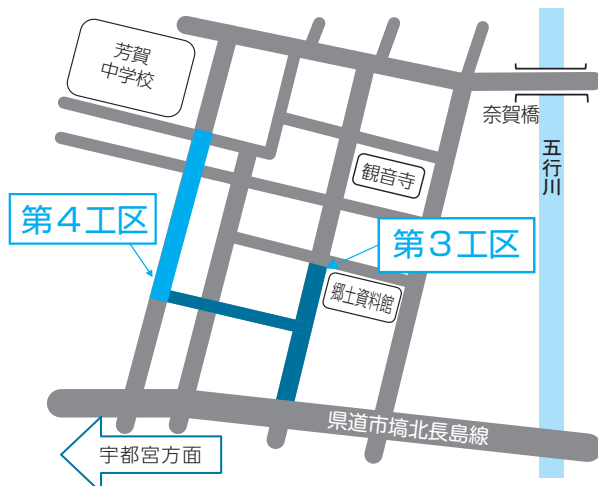 芳賀
中学校
奈賀橋
五行川
観音寺
第4工区
第3工区
郷土資料館
県道市塙北長島線
宇都宮方面